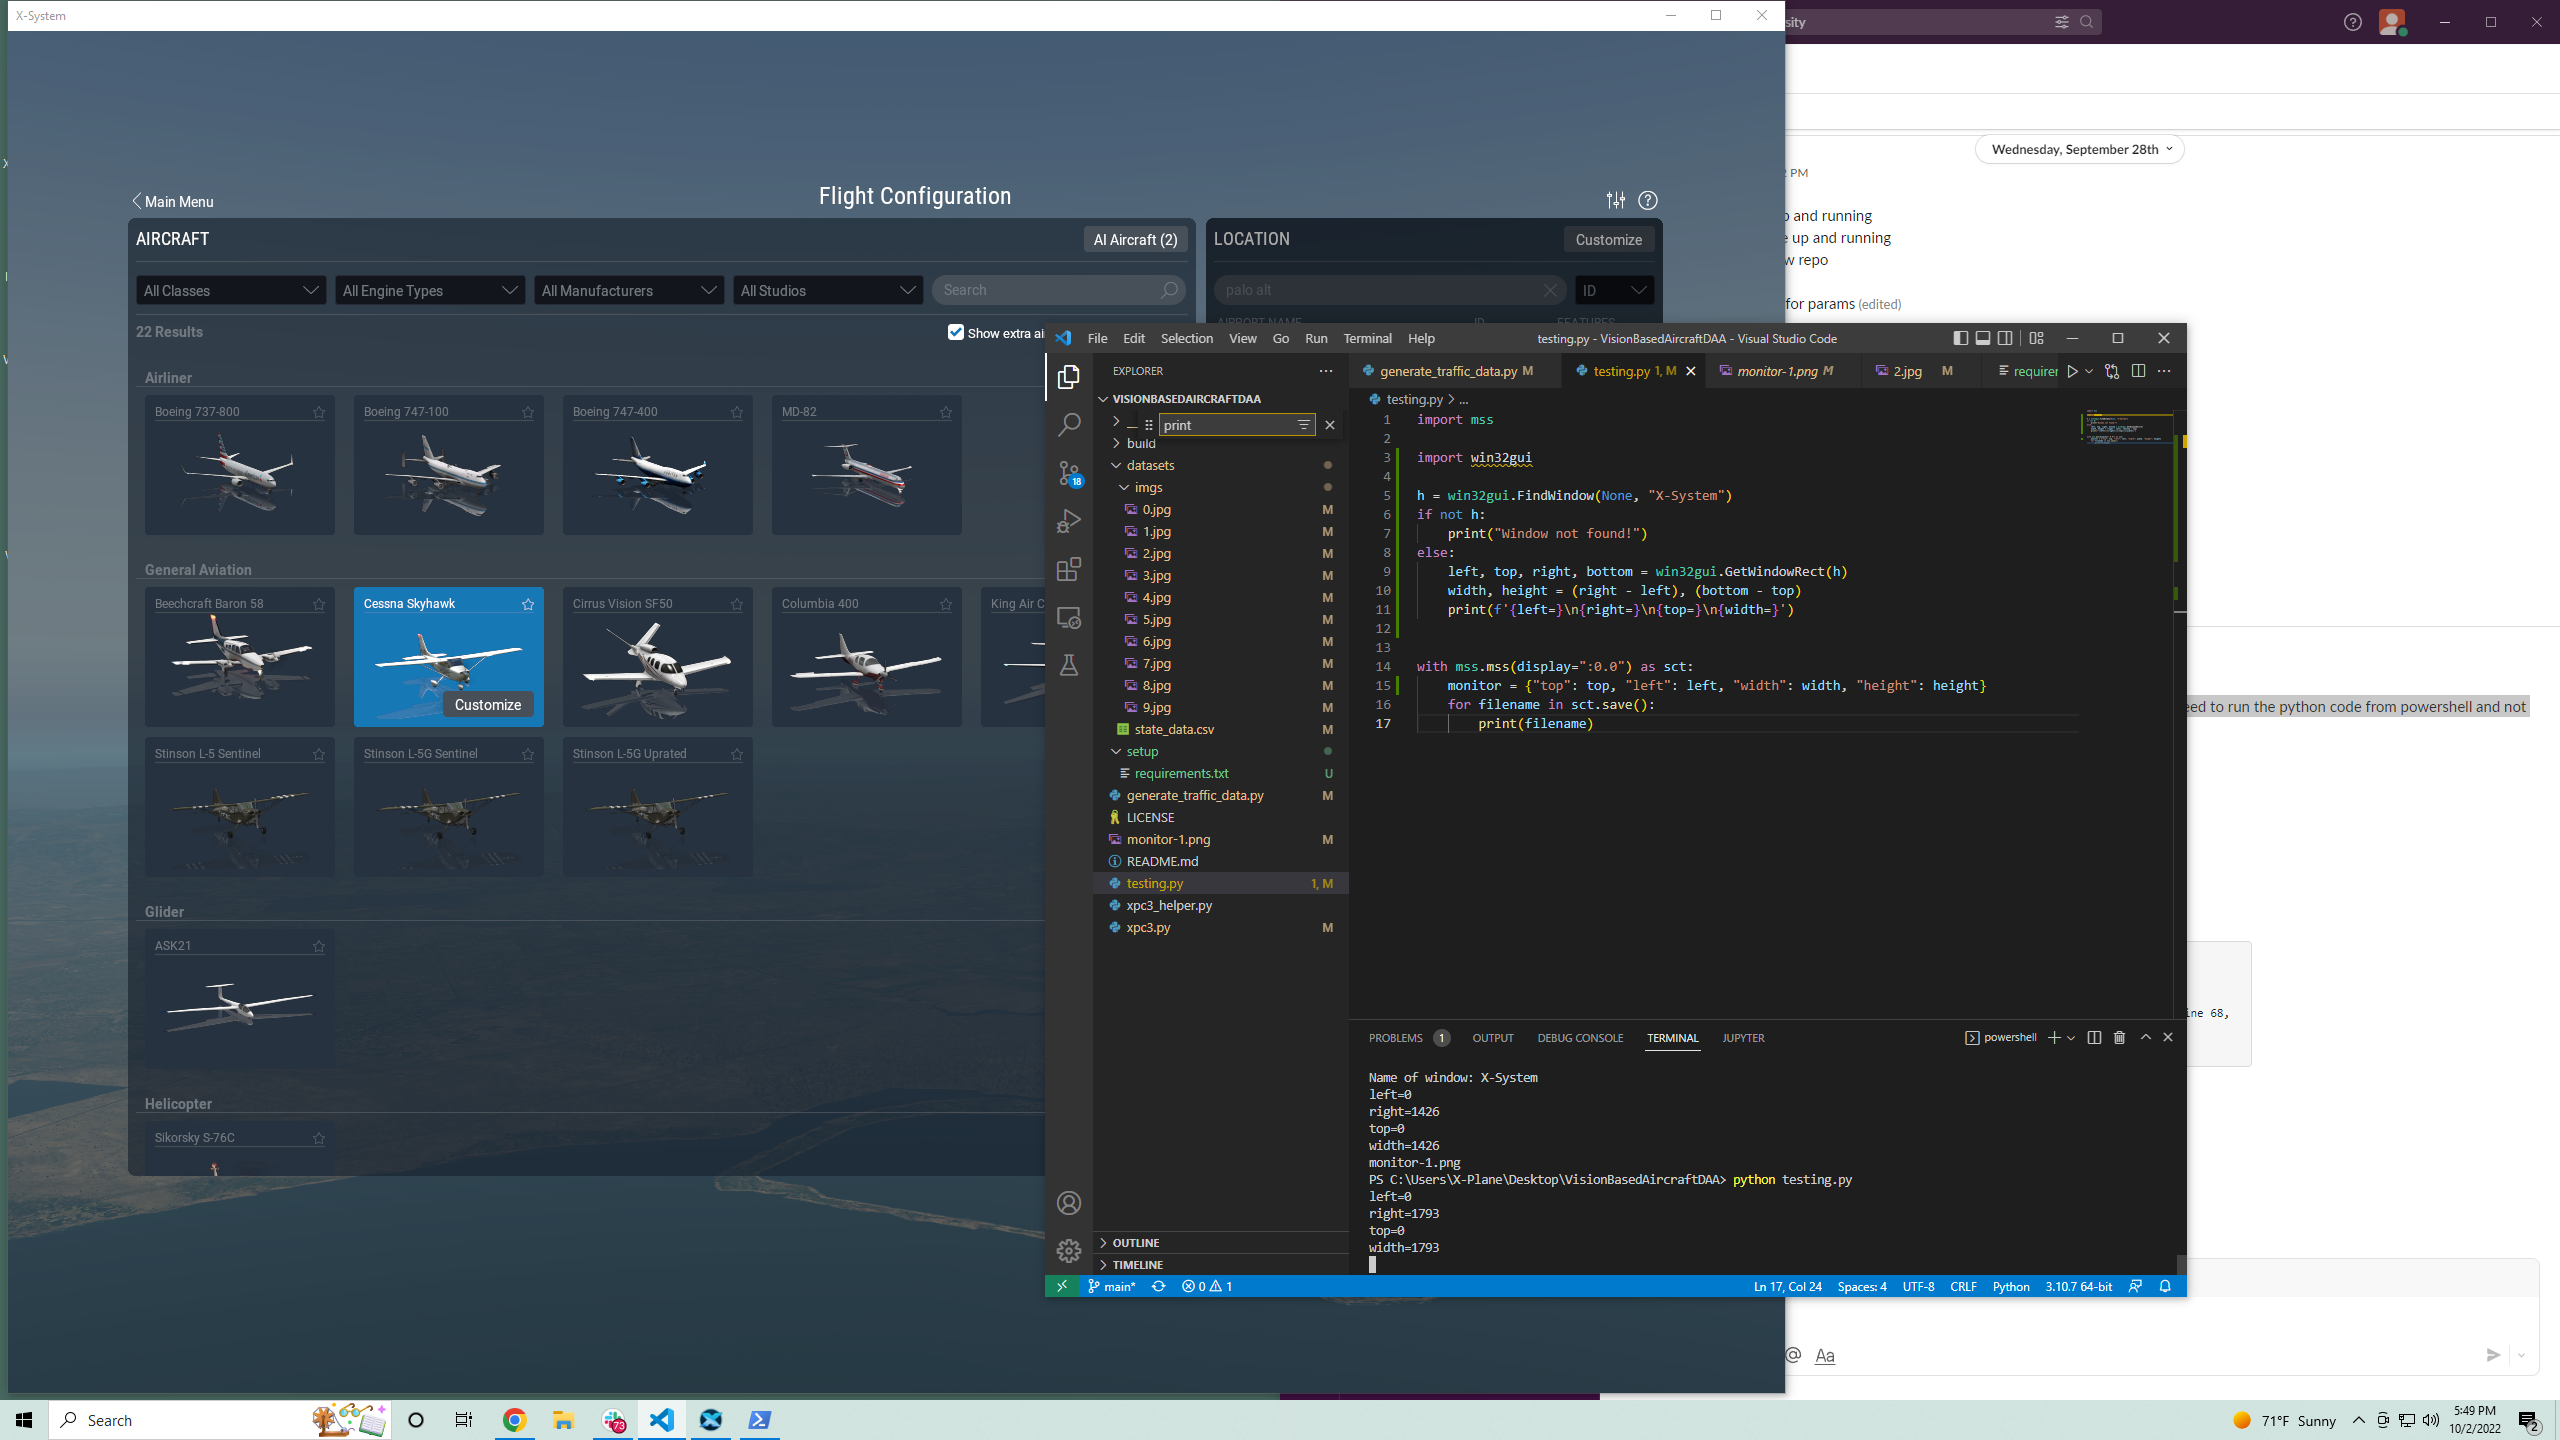 X-System
Main Menu
Flight Configuration
AIRCRAFT
AI Aircraft (2)
All Classes
All Engine Types
All Manufacturers
All Studios
Search
22 Results
Show extra
Airliner
Boeing 737-800
Boeing 747-100
Boeing 747-400
MD-82
General Aviation
Beechcraft Baron 58
Cessna Skyhawk
Customize
Cirrus Vision SF50
Columbia 400
King Air
Stinson L-5 Sentinel
Stinson L-5G Sentinel
Stinson L-5G Uprated
Glider
ASK21
Helicopter
Sikorsky S-76C
LOCATION
Customize
palo alt
ID
AIRPORT NAME
ID
FEATURES
File Edit Selection View Go Run Terminal Help
testing.py - VisionBasedAircraftDAA - Visual Studio Code
EXPLORER
VISIONBASEDAIRCRAFTDAA
print
build
datasets
imgs
0.jpg M
1.jpg M
2.jpg M
3.jpg M
4.jpg M
5.jpg M
6.jpg M
7.jpg M
8.jpg M
9.jpg M
state_data.csv M
setup
requirements.txt U
generate_traffic_data.py M
LICENSE
monitor-1.png M
README.md
testing.py 1, M
xpc3_helper.py
xpc3.py M
OUTLINE
TIMELINE
18
generate_traffic_data.py M
testing.py 1, M
monitor-1.png M
2.jpg M
requirer
testing.py > ...
1 import mss
2
3 import win32gui
4
5 h = win32gui.FindWindow(None, "X-System")
6 if not h:
7 print("Window not found!")
8 else:
9 left, top, right, bottom = win32gui.GetWindowRect(h)
10 width, height = (right - left), (bottom - top)
11 print(f'{left=}\n{right=}\n{top=}\n{width=}')
12
13
14 with mss.mss(display=":0.0") as sct:
15 monitor = {"top": top, "left": left, "width": width, "height": height}
16 for filename in sct.save():
17 print(filename)
PROBLEMS 1 OUTPUT DEBUG CONSOLE TERMINAL JUPYTER
powershell
Name of window: X-System
left=0
right=1426
top=0
width=1426
monitor-1.png
PS C:\Users\X-Plane\Desktop\VisionBasedAircraftDAA> python testing.py
left=0
right=1793
top=0
width=1793
main* 0 1
Ln 17, Col 24 Spaces: 4 UTF-8 CRLF Python 3.10.7 64-bit
Wednesday, September 28th
PM
and running
up and running
repo
for params (edited)
to run the python code from powershell and not
68,
@ Aa
Search
73
71°F Sunny
5:49 PM
10/2/2022
2